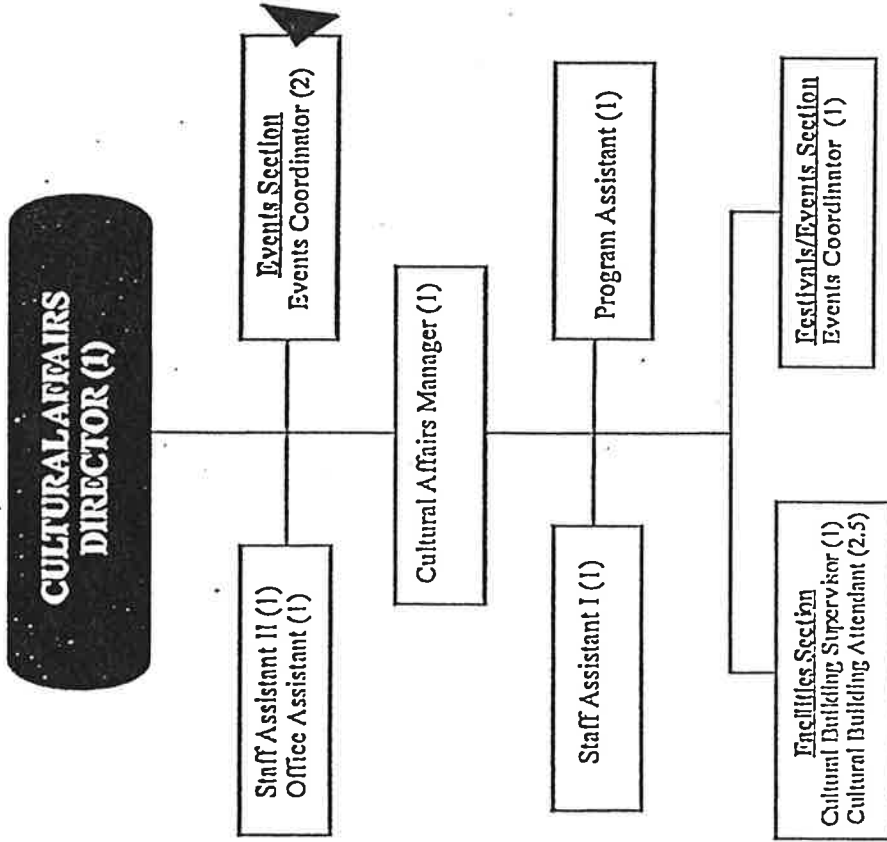 CULTURAL AFFAIRS
DIRECTOR (1)
Staff Assistant II (1)
Office Assistant (1)
Events Section
Events Coordinator (2)
Cultural Affairs Manager (1)
Staff Assistant I (1)
Program Assistant (1)
Facilities Section
Cultural Building Supervisor (1)
Cultural Building Attendant (2.5)
Festivals/Events Section
Events Coordinator (1)